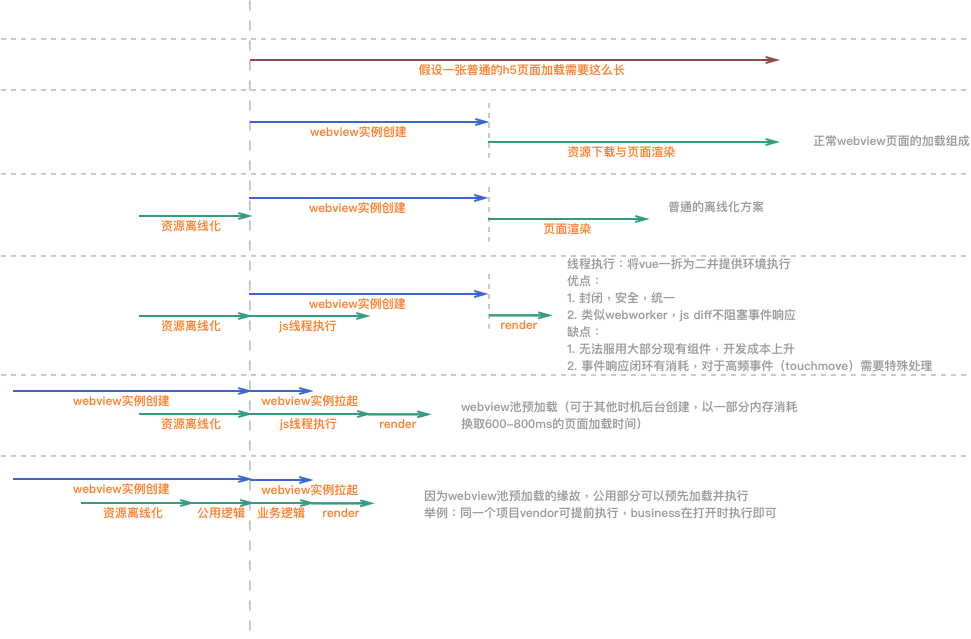 假设一张普通的h5页面加载需要这么长
webview实例创建
资源下载与页面渲染
正常webview页面的加载组成
webview实例创建
普通的离线化方案
资源离线化
页面渲染
线程执行：将vue一拆为二并提供环境执行
优点：
1. 封闭，安全，统一
2. 类似webworker，js diff不阻塞事件响应
缺点：
1. 无法服用大部分现有组件，开发成本上升
2. 事件响应闭环有消耗，对于高频事件（touchmove）需要特殊处理
webview实例创建
资源离线化
js线程执行
render
webview实例创建
webview实例拉起
资源离线化
js线程执行
render
webview池预加载（可于其他时机后台创建，以一部分内存消耗
换取600-800ms的页面加载时间）
webview实例创建
webview实例拉起
资源离线化
公用逻辑
业务逻辑
render
因为webview池预加载的缘故，公用部分可以预先加载并执行
举例：同一个项目vendor可提前执行，business在打开时执行即可